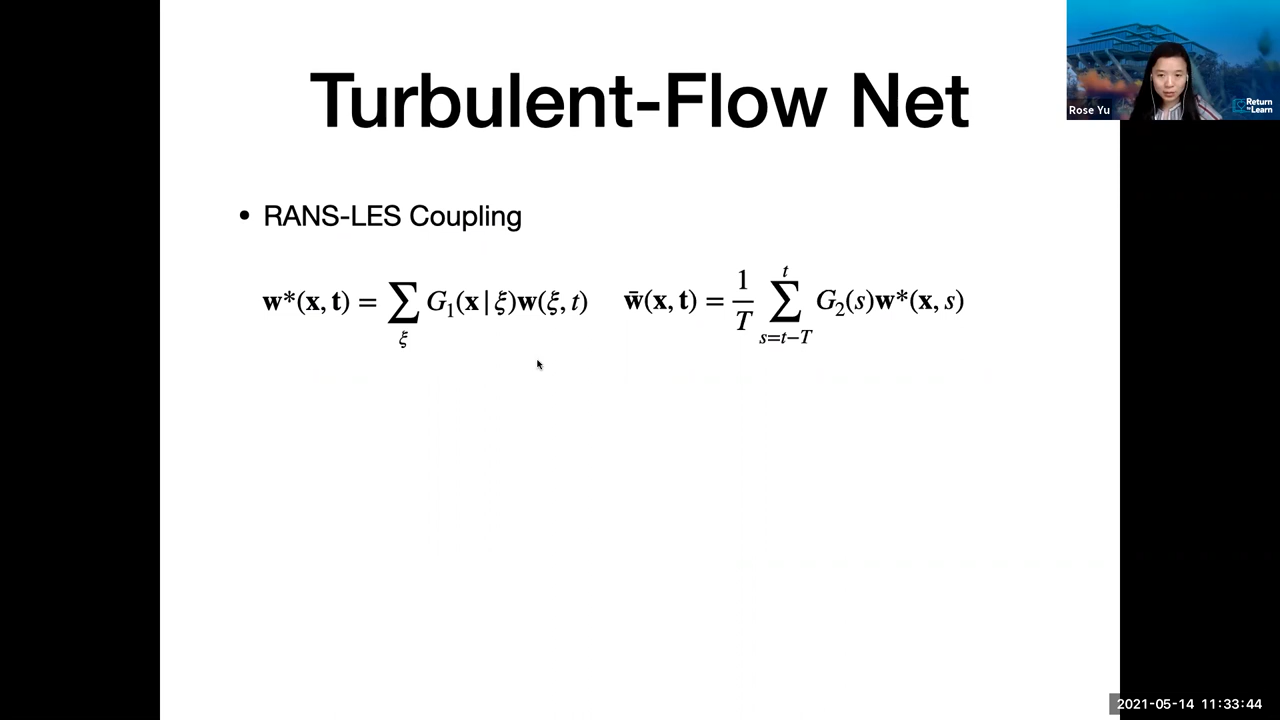 Turbulent-Flow Net
Rose Yu
Return to Learn
• RANS-LES Coupling
w*(x, t) = ∑_ξ G₁(x | ξ)w(ξ, t)   w̄(x, t) = 1/T ∑_{s=t−T}^{t} G₂(s)w*(x, s)
2021-05-14 11:33:44